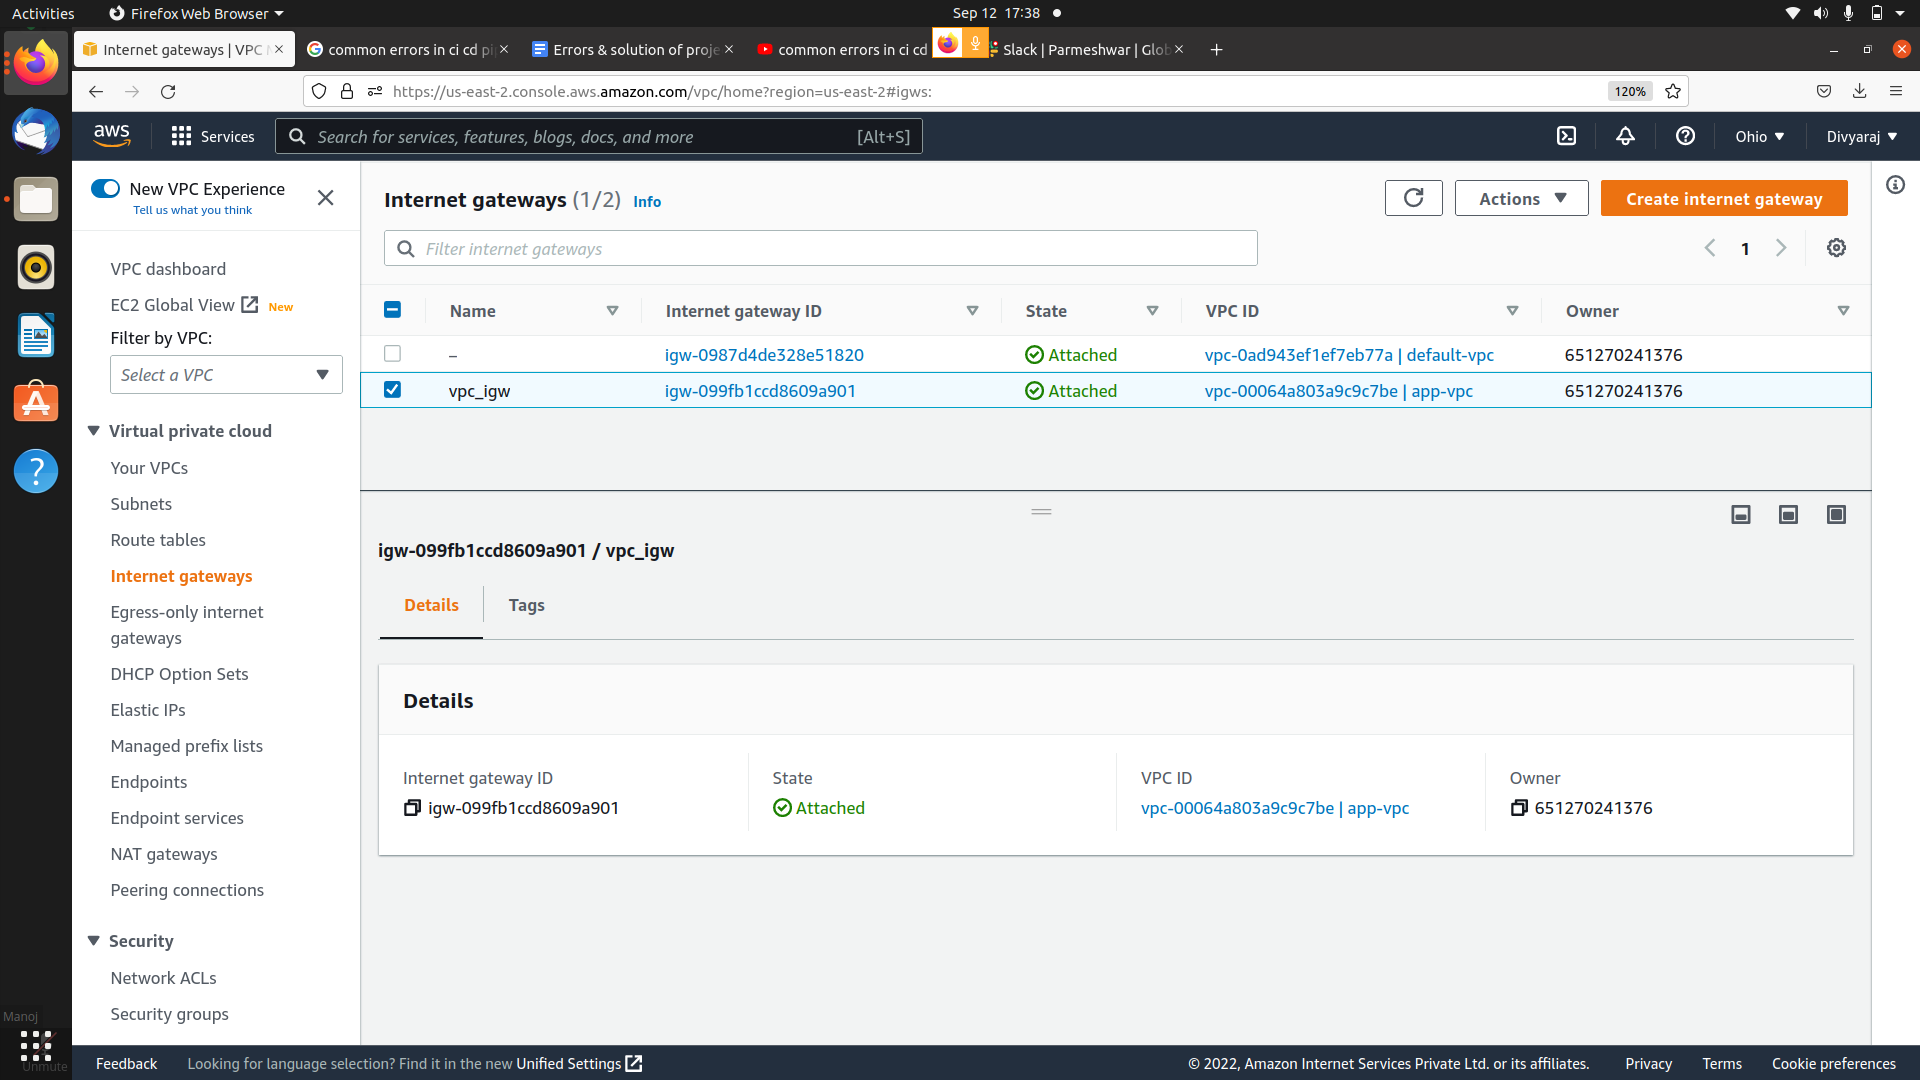 Activities
Firefox Web Browser
Sep 12 17:38
Internet gateways | VPC
common errors in ci cd pi
Errors & solution of proje
common errors in ci cd
Slack | Parmeshwar | Glob
https://us-east-2.console.aws.amazon.com/vpc/home?region=us-east-2#igws:
120%
aws
Services
Search for services, features, blogs, docs, and more
[Alt+S]
Ohio
Divyaraj
New VPC Experience
Tell us what you think
VPC dashboard
EC2 Global View New
Filter by VPC:
Select a VPC
Virtual private cloud
Your VPCs
Subnets
Route tables
Internet gateways
Egress-only internet
gateways
DHCP Option Sets
Elastic IPs
Managed prefix lists
Endpoints
Endpoint services
NAT gateways
Peering connections
Security
Network ACLs
Security groups
Internet gateways (1/2) Info
Actions
Create internet gateway
Filter internet gateways
1
Name Internet gateway ID State VPC ID Owner
– igw-0987d4de328e51820 Attached vpc-0ad943ef1ef7eb77a | default-vpc 651270241376
vpc_igw igw-099fb1ccd8609a901 Attached vpc-00064a803a9c9c7be | app-vpc 651270241376
igw-099fb1ccd8609a901 / vpc_igw
Details Tags
Details
Internet gateway ID State VPC ID Owner
igw-099fb1ccd8609a901 Attached vpc-00064a803a9c9c7be | app-vpc 651270241376
Manoj
Unmute
Feedback
Looking for language selection? Find it in the new Unified Settings
© 2022, Amazon Internet Services Private Ltd. or its affiliates.
Privacy
Terms
Cookie preferences